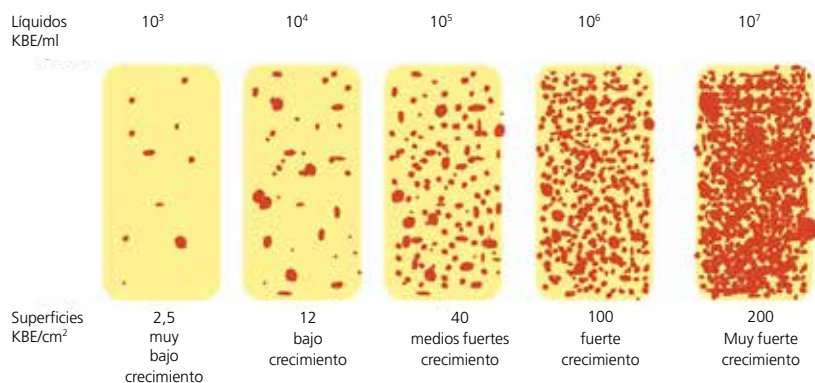 Líquidos 10³ 10⁴ 10⁵ 10⁶ 10⁷
KBE/ml
Superficies 2,5 12 40 100 200
KBE/cm² muy bajo medios fuertes fuerte Muy fuerte
bajo crecimiento crecimiento crecimiento crecimiento
crecimiento